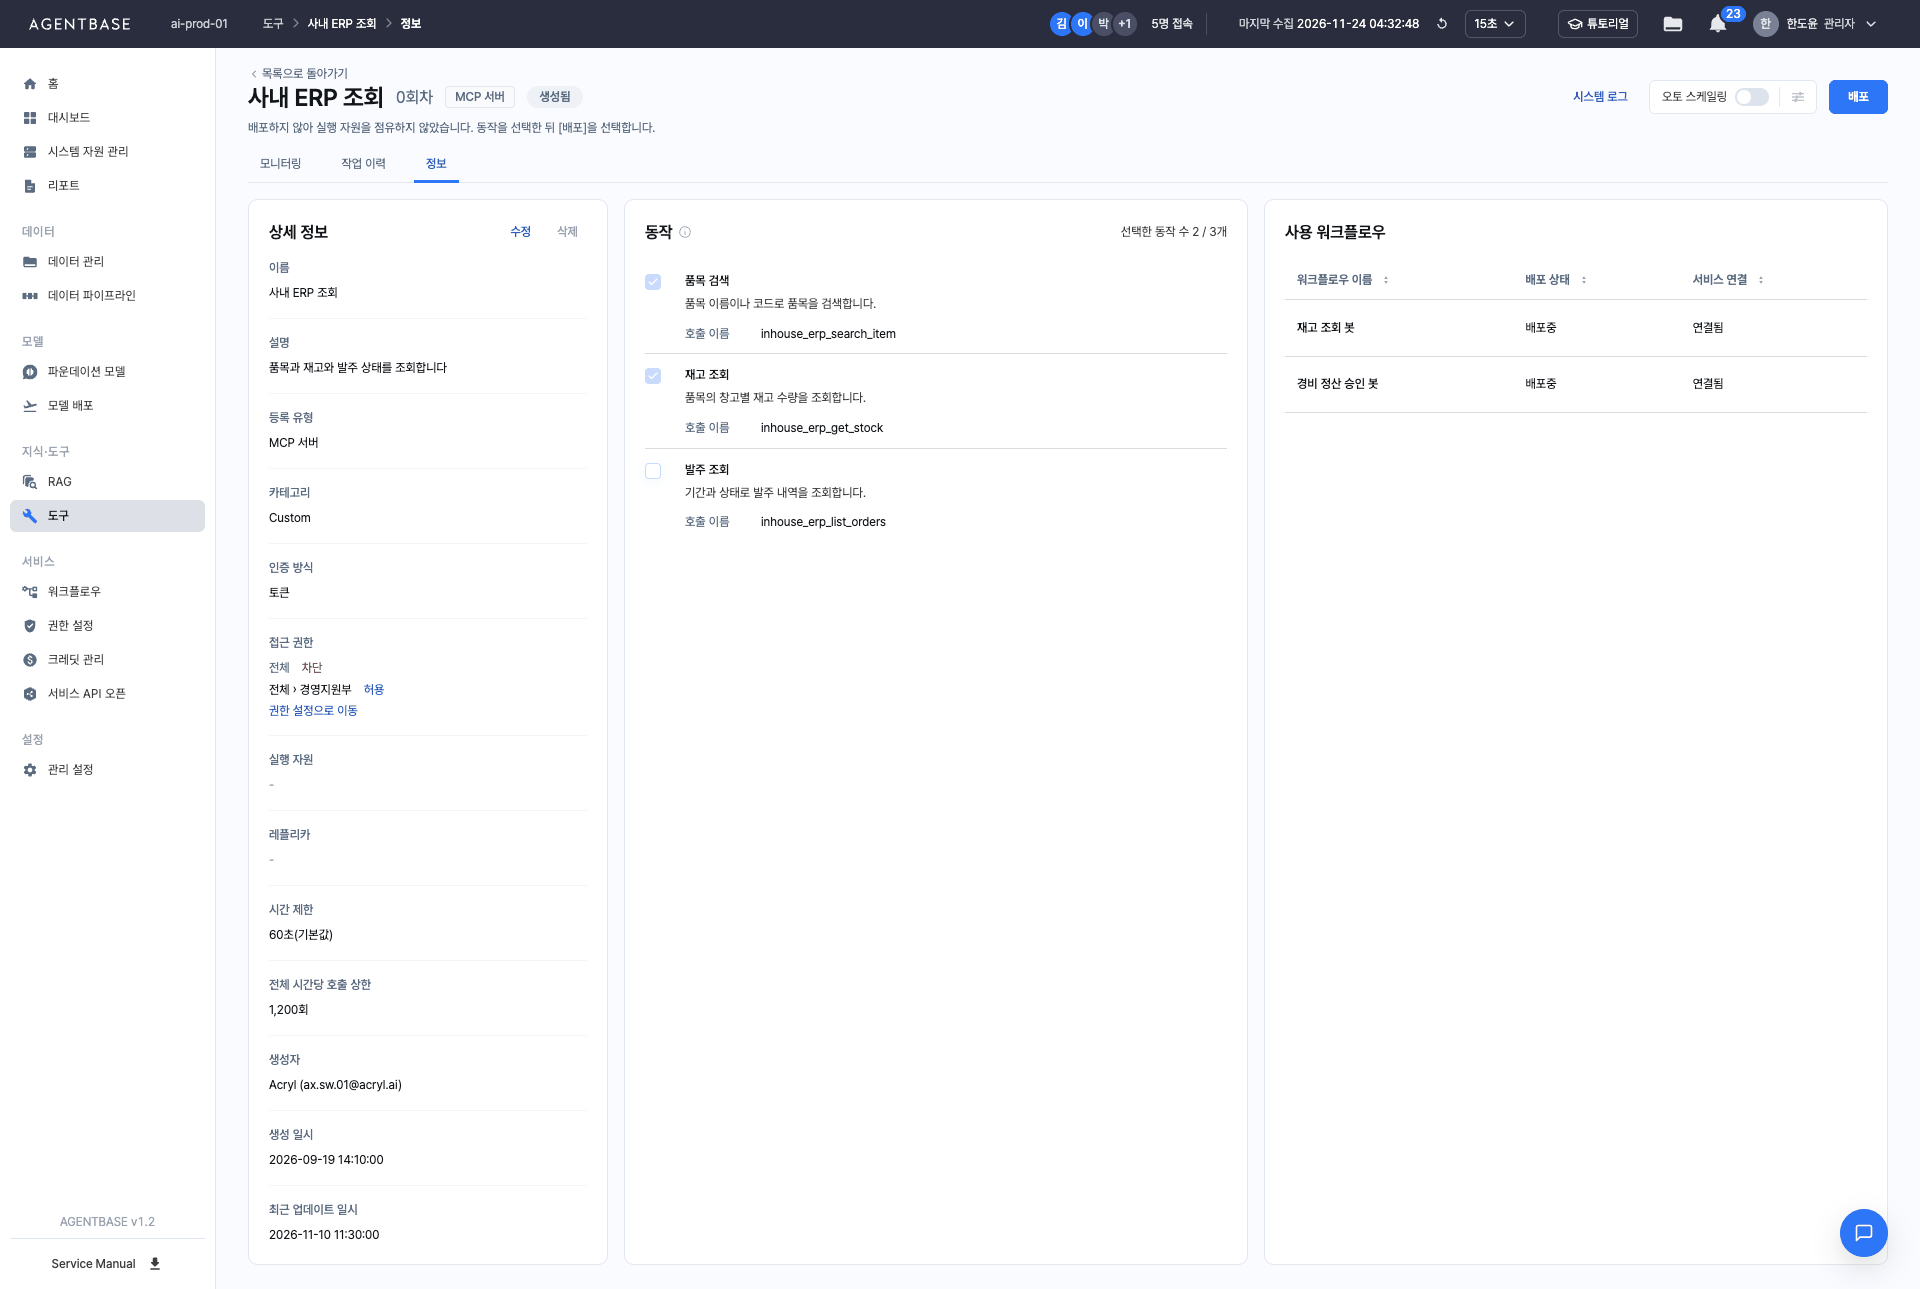 AGENTBASE
ai-prod-01
도구 > 사내 ERP 조회 > 정보
김 이 박 +1 5명 접속
마지막 수집 2026-11-24 04:32:48
15초
튜토리얼
23
한 한도윤 관리자
홈
대시보드
시스템 자원 관리
리포트
데이터
데이터 관리
데이터 파이프라인
모델
파운데이션 모델
모델 배포
지식·도구
RAG
도구
서비스
워크플로우
권한 설정
크레딧 관리
서비스 API 오픈
설정
관리 설정
AGENTBASE v1.2
Service Manual
목록으로 돌아가기
사내 ERP 조회 0회차 MCP 서버 생성됨
배포하지 않아 실행 자원을 점유하지 않았습니다. 동작을 선택한 뒤 [배포]을 선택합니다.
시스템 로그
오토 스케일링
배포
모니터링 작업 이력 정보
상세 정보 수정 삭제
이름
사내 ERP 조회
설명
품목과 재고와 발주 상태를 조회합니다
등록 유형
MCP 서버
카테고리
Custom
인증 방식
토큰
접근 권한
전체 차단
전체 › 경영지원부 허용
권한 설정으로 이동
실행 자원
-
레플리카
-
시간 제한
60초(기본값)
전체 시간당 호출 상한
1,200회
생성자
Acryl (ax.sw.01@acryl.ai)
생성 일시
2026-09-19 14:10:00
최근 업데이트 일시
2026-11-10 11:30:00
동작 선택한 동작 수 2 / 3개
품목 검색
품목 이름이나 코드로 품목을 검색합니다.
호출 이름 inhouse_erp_search_item
재고 조회
품목의 창고별 재고 수량을 조회합니다.
호출 이름 inhouse_erp_get_stock
발주 조회
기간과 상태로 발주 내역을 조회합니다.
호출 이름 inhouse_erp_list_orders
사용 워크플로우
워크플로우 이름 배포 상태 서비스 연결
재고 조회 봇 배포중 연결됨
경비 정산 승인 봇 배포중 연결됨